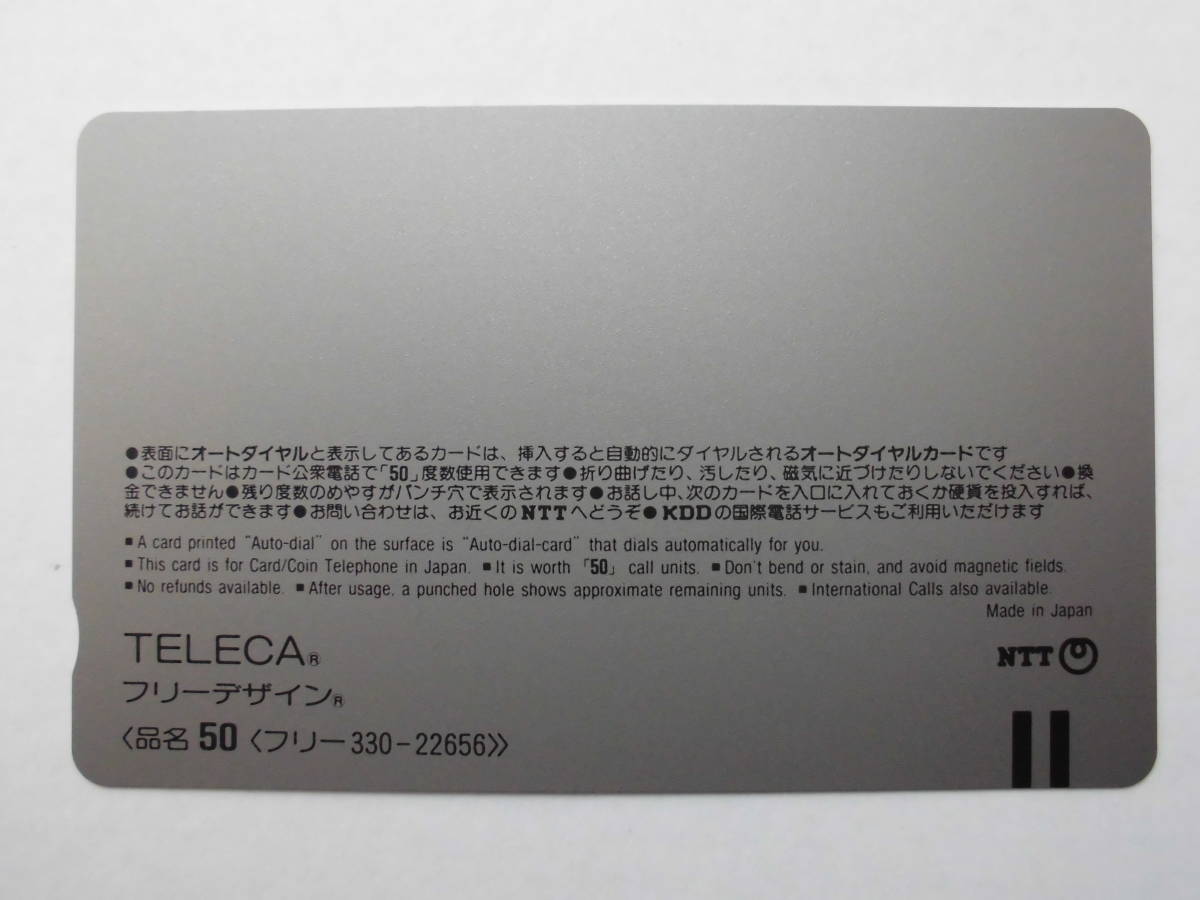 ●表面にオートダイヤルと表示してあるカードは、挿入すると自動的にダイヤルされるオートダイヤルカードです
●このカードはカード公衆電話で「50」度数使用できます●折り曲げたり、汚したり、磁気に近づけたりしないでください●換
金できません●残り度数のめやすがパンチ穴で表示されます●お話し中、次のカードを入口に入れておくか硬貨を投入すれば、
続けてお話ができます●お問い合わせは、お近くのNTTへどうぞ●KDDの国際電話サービスもご利用いただけます
■A card printed "Auto-dial" on the surface is "Auto-dial-card" that dials automatically for you.
■This card is for Card/Coin Telephone in Japan. ■It is worth「50」call units. ■Don't bend or stain, and avoid magnetic fields.
■No refunds available. ■After usage, a punched hole shows approximate remaining units. ■International Calls also available.
Made in Japan
TELECA®
NTT
フリーデザイン®
〈品名 50〈フリー330-22656〉〉